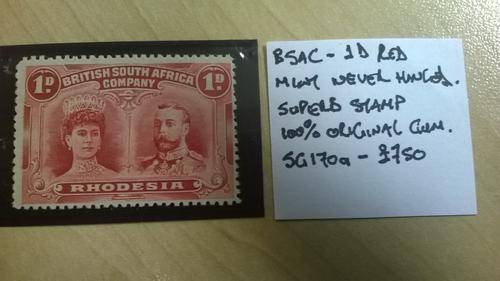 1D BRITISH SOUTH AFRICA 1D
COMPANY
RHODESIA
BSAC - 1D RED
MINT NEVER HINGED.
SUPERB STAMP
100% ORIGINAL GUM.
SG170a - £750